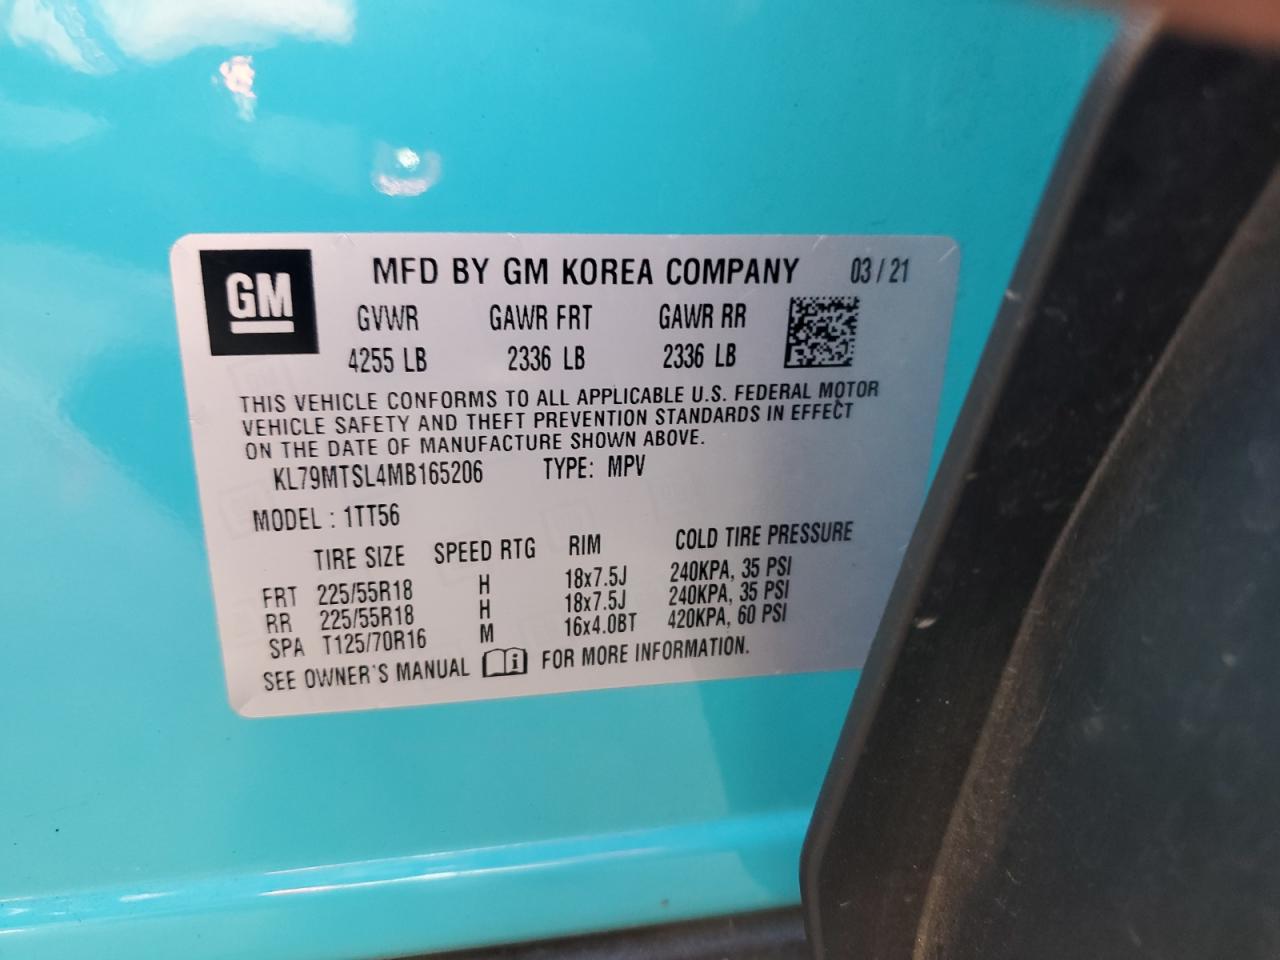 GM
MFD BY GM KOREA COMPANY 03 / 21
GVWR GAWR FRT GAWR RR
4255 LB 2336 LB 2336 LB
THIS VEHICLE CONFORMS TO ALL APPLICABLE U.S. FEDERAL MOTOR
VEHICLE SAFETY AND THEFT PREVENTION STANDARDS IN EFFECT
ON THE DATE OF MANUFACTURE SHOWN ABOVE.
KL79MTSL4MB165206 TYPE: MPV
MODEL : 1TT56
TIRE SIZE SPEED RTG RIM COLD TIRE PRESSURE
FRT 225/55R18 H 18x7.5J 240KPA, 35 PSI
RR 225/55R18 H 18x7.5J 240KPA, 35 PSI
SPA T125/70R16 M 16x4.0BT 420KPA, 60 PSI
SEE OWNER'S MANUAL FOR MORE INFORMATION.